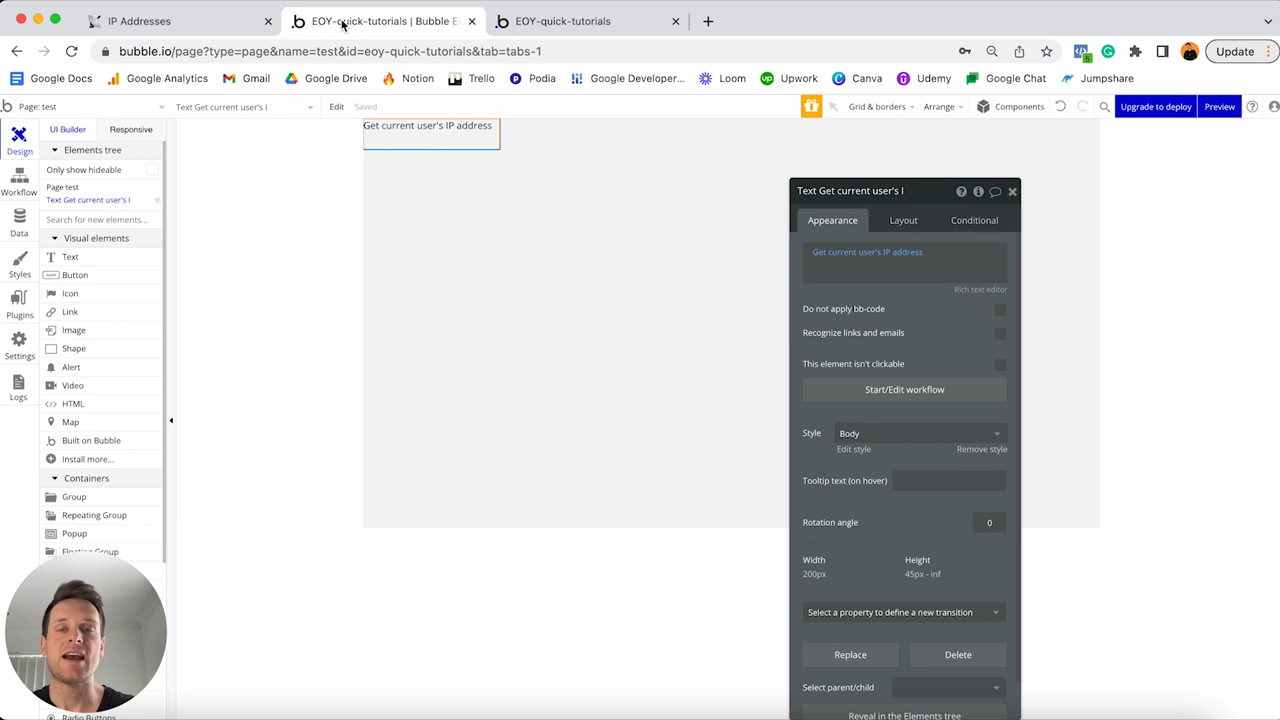 IP Addresses
EOY-quick-tutorials | Bubble E
EOY-quick-tutorials
bubble.io/page?type=page&name=test&id=eoy-quick-tutorials&tab=tabs-1
5
Update
Google Docs
Google Analytics
Gmail
Google Drive
Notion
Trello
Podia
Google Developer...
Loom
Upwork
Canva
Udemy
Google Chat
Jumpshare
Page: test
Text Get current user's I
Edit
Saved
Grid & borders
Arrange
Components
Upgrade to deploy
Preview
Design
Workflow
Data
Styles
Plugins
Settings
Logs
UI Builder
Responsive
Elements tree
Only show hideable
Page test
Text Get current user's I
Search for new elements...
Visual elements
Text
Button
Icon
Link
Image
Shape
Alert
Video
</> HTML
Map
Built on Bubble
Install more...
Containers
Group
Repeating Group
Popup
Floating Group
Radio Buttons
Get current user's IP address
Text Get current user's I
Appearance
Layout
Conditional
Get current user's IP address
Rich text editor
Do not apply bb-code
Recognize links and emails
This element isn't clickable
Start/Edit workflow
Style
Body
Edit style
Remove style
Tooltip text (on hover)
Rotation angle
0
Width
Height
200px
45px - inf
Select a property to define a new transition
Replace
Delete
Select parent/child
Reveal in the Elements tree